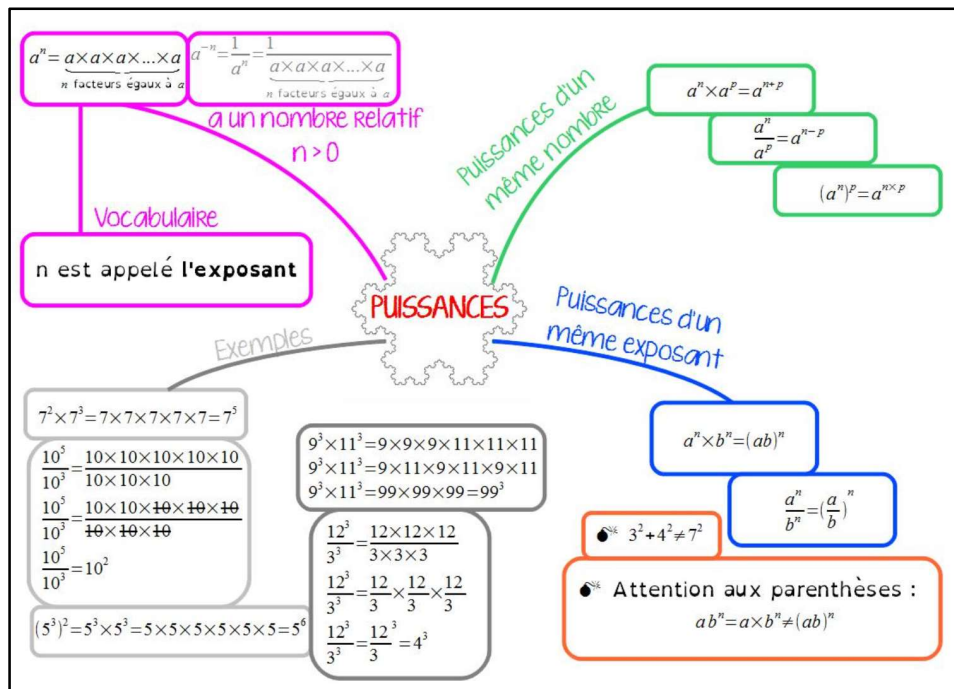 aⁿ = a×a×a×...×a
n facteurs égaux à a
a⁻ⁿ = 1/aⁿ = 1/(a×a×a×...×a)
n facteurs égaux à a
a un nombre relatif
n > 0
Vocabulaire
n est appelé l'exposant
Puissances d'un
même nombre
aⁿ×aᵖ=aⁿ⁺ᵖ
aⁿ/aᵖ=aⁿ⁻ᵖ
(aⁿ)ᵖ=aⁿˣᵖ
PUISSANCES
Puissances d'un
même exposant
aⁿ×bⁿ=(ab)ⁿ
aⁿ/bⁿ=(a/b)ⁿ
💣 3²+4²≠7²
💣 Attention aux parenthèses :
abⁿ=a×bⁿ≠(ab)ⁿ
Exemples
7²×7³=7×7×7×7×7=7⁵
10⁵/10³=10×10×10×10×10/10×10×10
10⁵/10³=10×10×10×10×10/10×10×10
10⁵/10³=10²
(5³)²=5³×5³=5×5×5×5×5×5=5⁶
9³×11³=9×9×9×11×11×11
9³×11³=9×11×9×11×9×11
9³×11³=99×99×99=99³
12³/3³=12×12×12/3×3×3
12³/3³=12/3×12/3×12/3
12³/3³=12/3³=4³